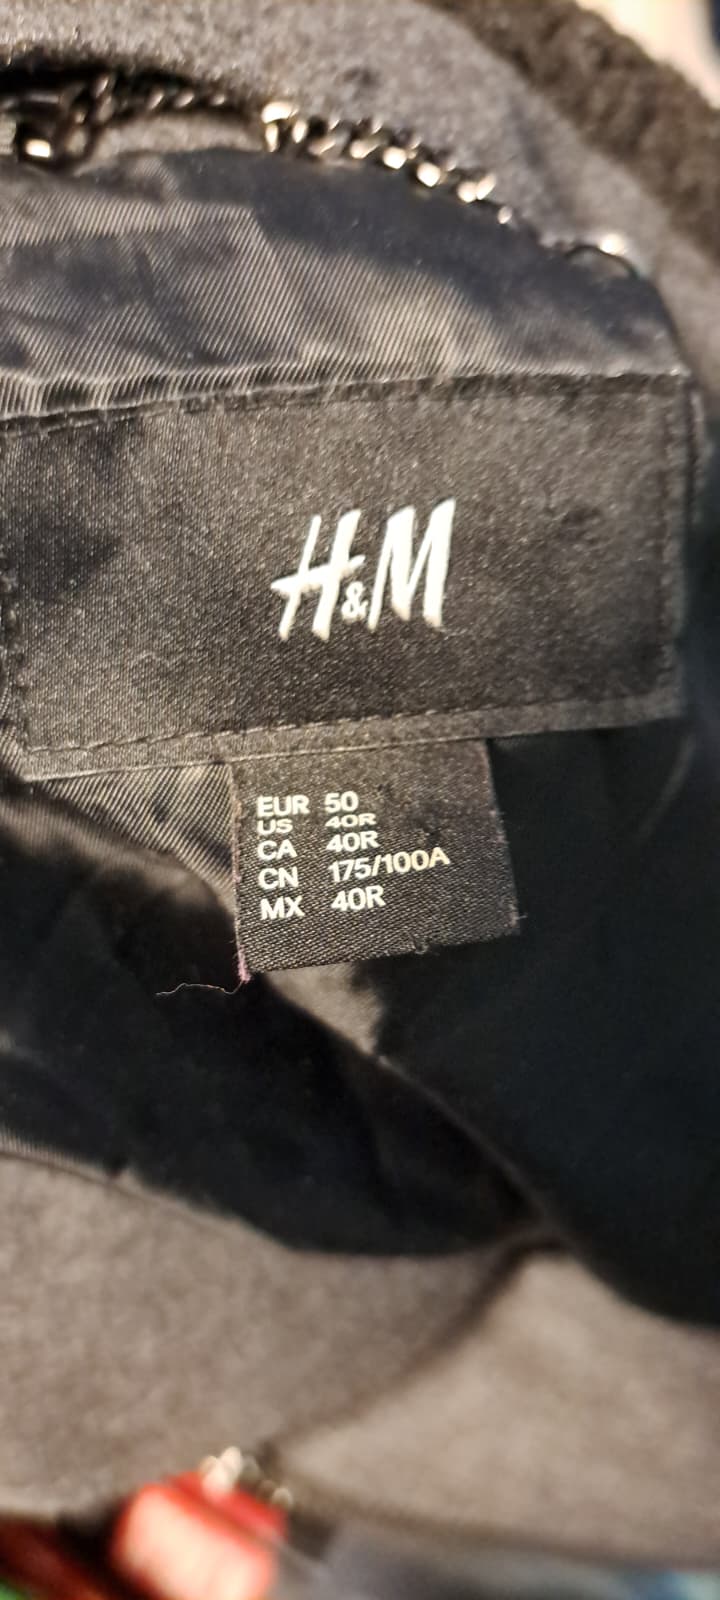 H&M
EUR 50
US 40R
CA 40R
CN 175/100A
MX 40R